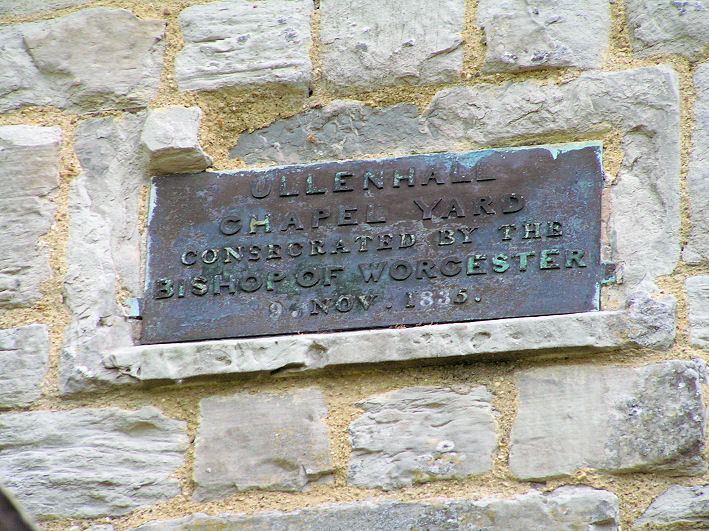 ULLENHALL
CHAPEL YARD
CONSECRATED BY THE
BISHOP OF WORCESTER
9. NOV. 1835.